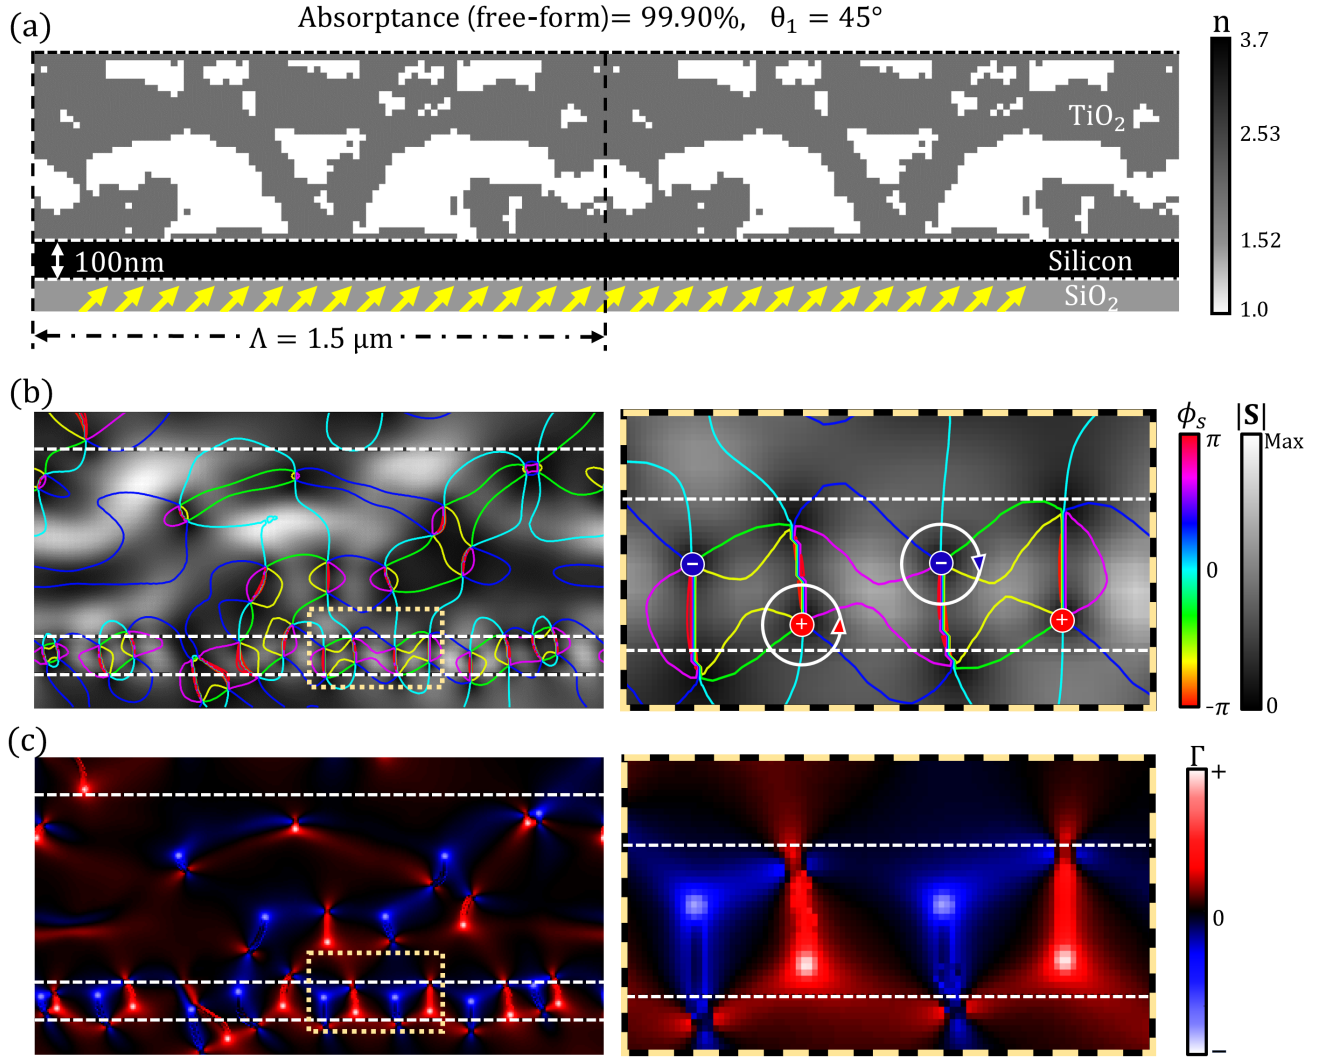 (a)
Absorptance (free-form)= 99.90%, θ₁ = 45°
n
3.7
2.53
1.52
1.0
TiO₂
100nm
Silicon
SiO₂
Λ = 1.5 μm
(b)
ϕₛ
π
0
-π
|S|
Max
0
−
+
−
+
(c)
Γ
+
0
−